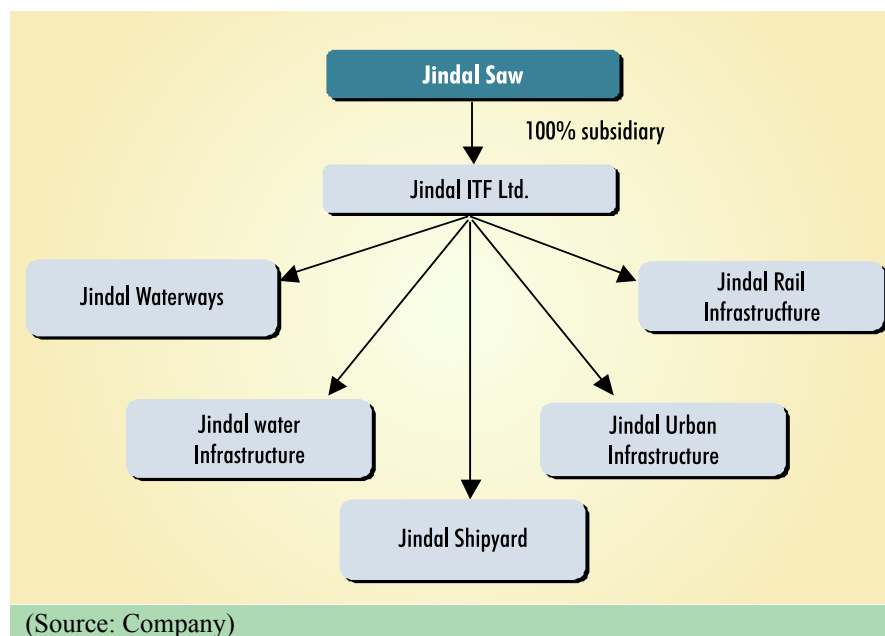 Jindal Saw
100% subsidiary
Jindal ITF Ltd.
Jindal Waterways
Jindal Rail
Infrastrucfture
Jindal water
Infrastructure
Jindal Urban
Infrastructure
Jindal Shipyard
(Source: Company)